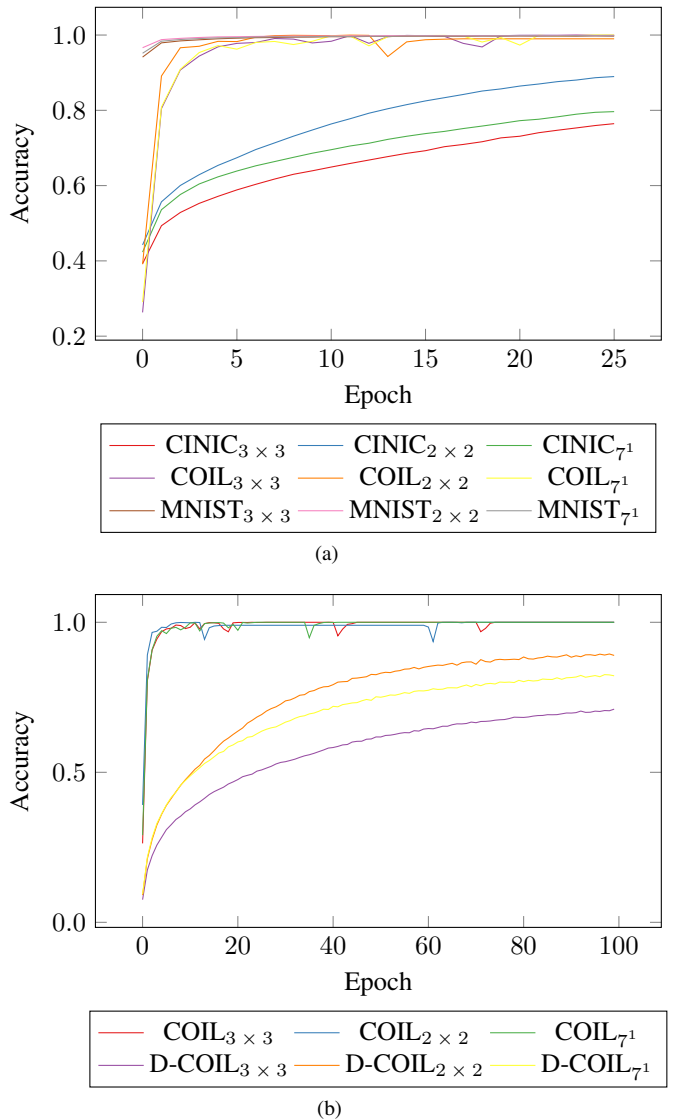 1.0
0.8
0.6
0.4
0.2
Accuracy
0 5 10 15 20 25
Epoch
CINIC3 × 3 CINIC2 × 2 CINIC7¹
COIL3 × 3 COIL2 × 2 COIL7¹
MNIST3 × 3 MNIST2 × 2 MNIST7¹
(a)
1.0
0.5
0.0
Accuracy
0 20 40 60 80 100
Epoch
COIL3 × 3 COIL2 × 2 COIL7¹
D-COIL3 × 3 D-COIL2 × 2 D-COIL7¹
(b)